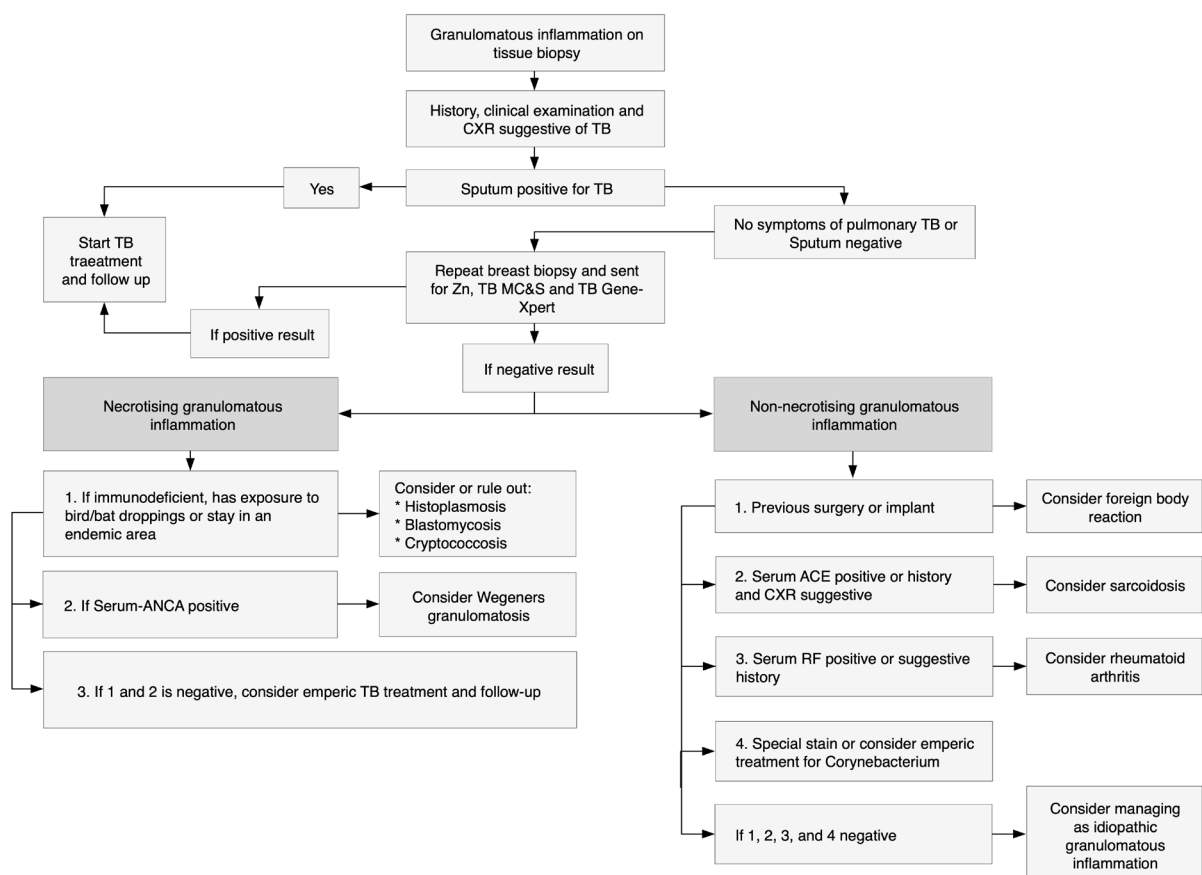 Granulomatous inflammation on
tissue biopsy
History, clinical examination and
CXR suggestive of TB
Yes
Sputum positive for TB
No symptoms of pulmonary TB or
Sputum negative
Start TB
traeatment
and follow up
Repeat breast biopsy and sent
for Zn, TB MC&S and TB Gene-
Xpert
If positive result
If negative result
Necrotising granulomatous
inflammation
Non-necrotising granulomatous
inflammation
1. If immunodeficient, has exposure to
bird/bat droppings or stay in an
endemic area
Consider or rule out:
* Histoplasmosis
* Blastomycosis
* Cryptococcosis
2. If Serum-ANCA positive
Consider Wegeners
granulomatosis
3. If 1 and 2 is negative, consider emperic TB treatment and follow-up
1. Previous surgery or implant
Consider foreign body
reaction
2. Serum ACE positive or history
and CXR suggestive
Consider sarcoidosis
3. Serum RF positive or suggestive
history
Consider rheumatoid
arthritis
4. Special stain or consider emperic
treatment for Corynebacterium
If 1, 2, 3, and 4 negative
Consider managing
as idiopathic
granulomatous
inflammation